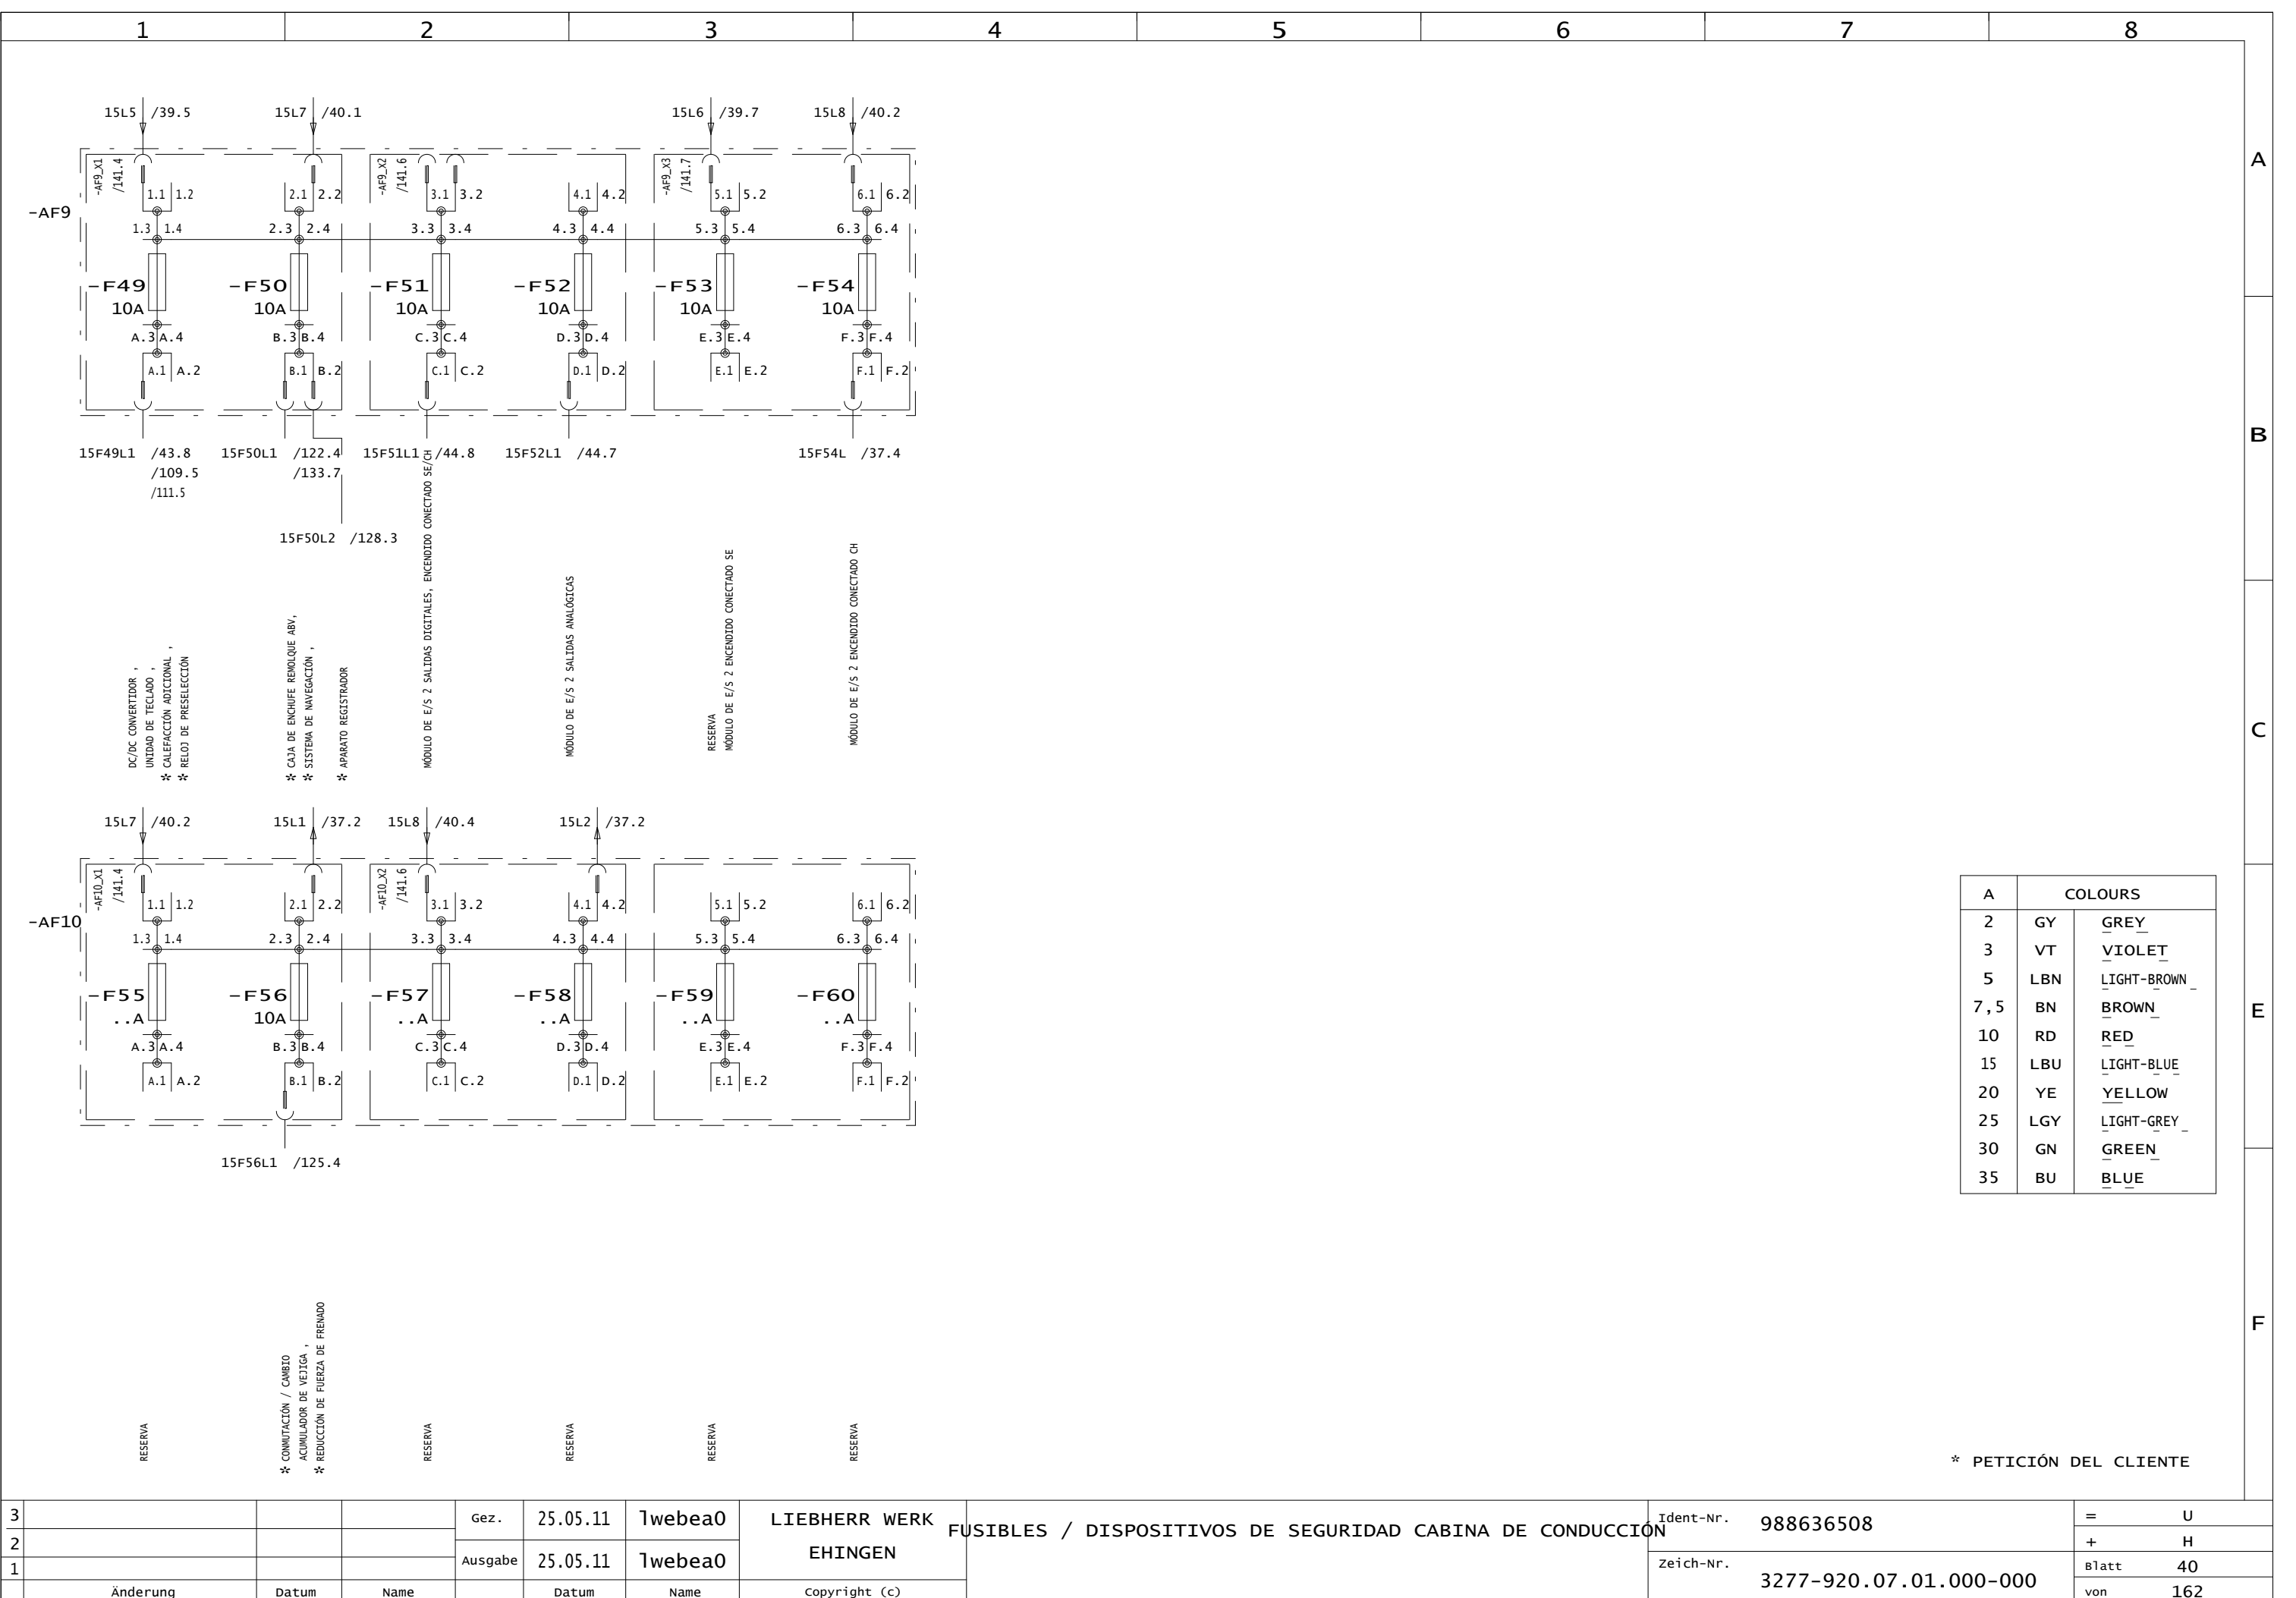 1 2 3 4 5 6 7 8
15L5 /39.5 15L7 /40.1 15L6 /39.7 15L8 /40.2
-AF9_X1 /141.4 -AF9_X2 /141.6 -AF9_X3 /141.7
A
1.1 1.2 2.1 2.2 3.1 3.2 4.1 4.2 5.1 5.2 6.1 6.2
-AF9
1.3 1.4 2.3 2.4 3.3 3.4 4.3 4.4 5.3 5.4 6.3 6.4
-F49 -F50 -F51 -F52 -F53 -F54
10A 10A 10A 10A 10A 10A
A.3 A.4 B.3 B.4 C.3 C.4 D.3 D.4 E.3 E.4 F.3 F.4
A.1 A.2 B.1 B.2 C.1 C.2 D.1 D.2 E.1 E.2 F.1 F.2
B
15F49L1 /43.8 15F50L1 /122.4 15F51L1 /44.8 15F52L1 /44.7 15F54L /37.4
/109.5 /133.7
/111.5
15F50L2 /128.3
DC/DC CONVERTIDOR ,
UNIDAD DE TECLADO ,
* CALEFACCIÓN ADICIONAL ,
* RELOJ DE PRESELECCIÓN
* CAJA DE ENCHUFE REMOLQUE ABV,
* SISTEMA DE NAVEGACIÓN ,
* APARATO REGISTRADOR
MÓDULO DE E/S 2 SALIDAS DIGITALES, ENCENDIDO CONECTADO SE/CH
MÓDULO DE E/S 2 SALIDAS ANALÓGICAS
RESERVA
MÓDULO DE E/S 2 ENCENDIDO CONECTADO SE
MÓDULO DE E/S 2 ENCENDIDO CONECTADO CH
C
15L7 /40.2 15L1 /37.2 15L8 /40.4 15L2 /37.2
-AF10_X1 /141.4 -AF10_X2 /141.6
1.1 1.2 2.1 2.2 3.1 3.2 4.1 4.2 5.1 5.2 6.1 6.2
-AF10
1.3 1.4 2.3 2.4 3.3 3.4 4.3 4.4 5.3 5.4 6.3 6.4
-F55 -F56 -F57 -F58 -F59 -F60
..A 10A ..A ..A ..A ..A
A.3 A.4 B.3 B.4 C.3 C.4 D.3 D.4 E.3 E.4 F.3 F.4
A.1 A.2 B.1 B.2 C.1 C.2 D.1 D.2 E.1 E.2 F.1 F.2
15F56L1 /125.4
A COLOURS
2 GY GREY
3 VT VIOLET
5 LBN LIGHT-BROWN
7,5 BN BROWN
10 RD RED
15 LBU LIGHT-BLUE
20 YE YELLOW
25 LGY LIGHT-GREY
30 GN GREEN
35 BU BLUE
E
F
RESERVA
* CONMUTACIÓN / CAMBIO
ACUMULADOR DE VEJIGA ,
* REDUCCIÓN DE FUERZA DE FRENADO
RESERVA
RESERVA
RESERVA
RESERVA
* PETICIÓN DEL CLIENTE
3
2
1
Änderung Datum Name
Gez. 25.05.11 lwebea0
Ausgabe 25.05.11 lwebea0
Datum Name
LIEBHERR WERK
EHINGEN
Copyright (c)
FUSIBLES / DISPOSITIVOS DE SEGURIDAD CABINA DE CONDUCCIÓN
Ident-Nr. 988636508
Zeich-Nr. 3277-920.07.01.000-000
= U
+ H
Blatt 40
von 162